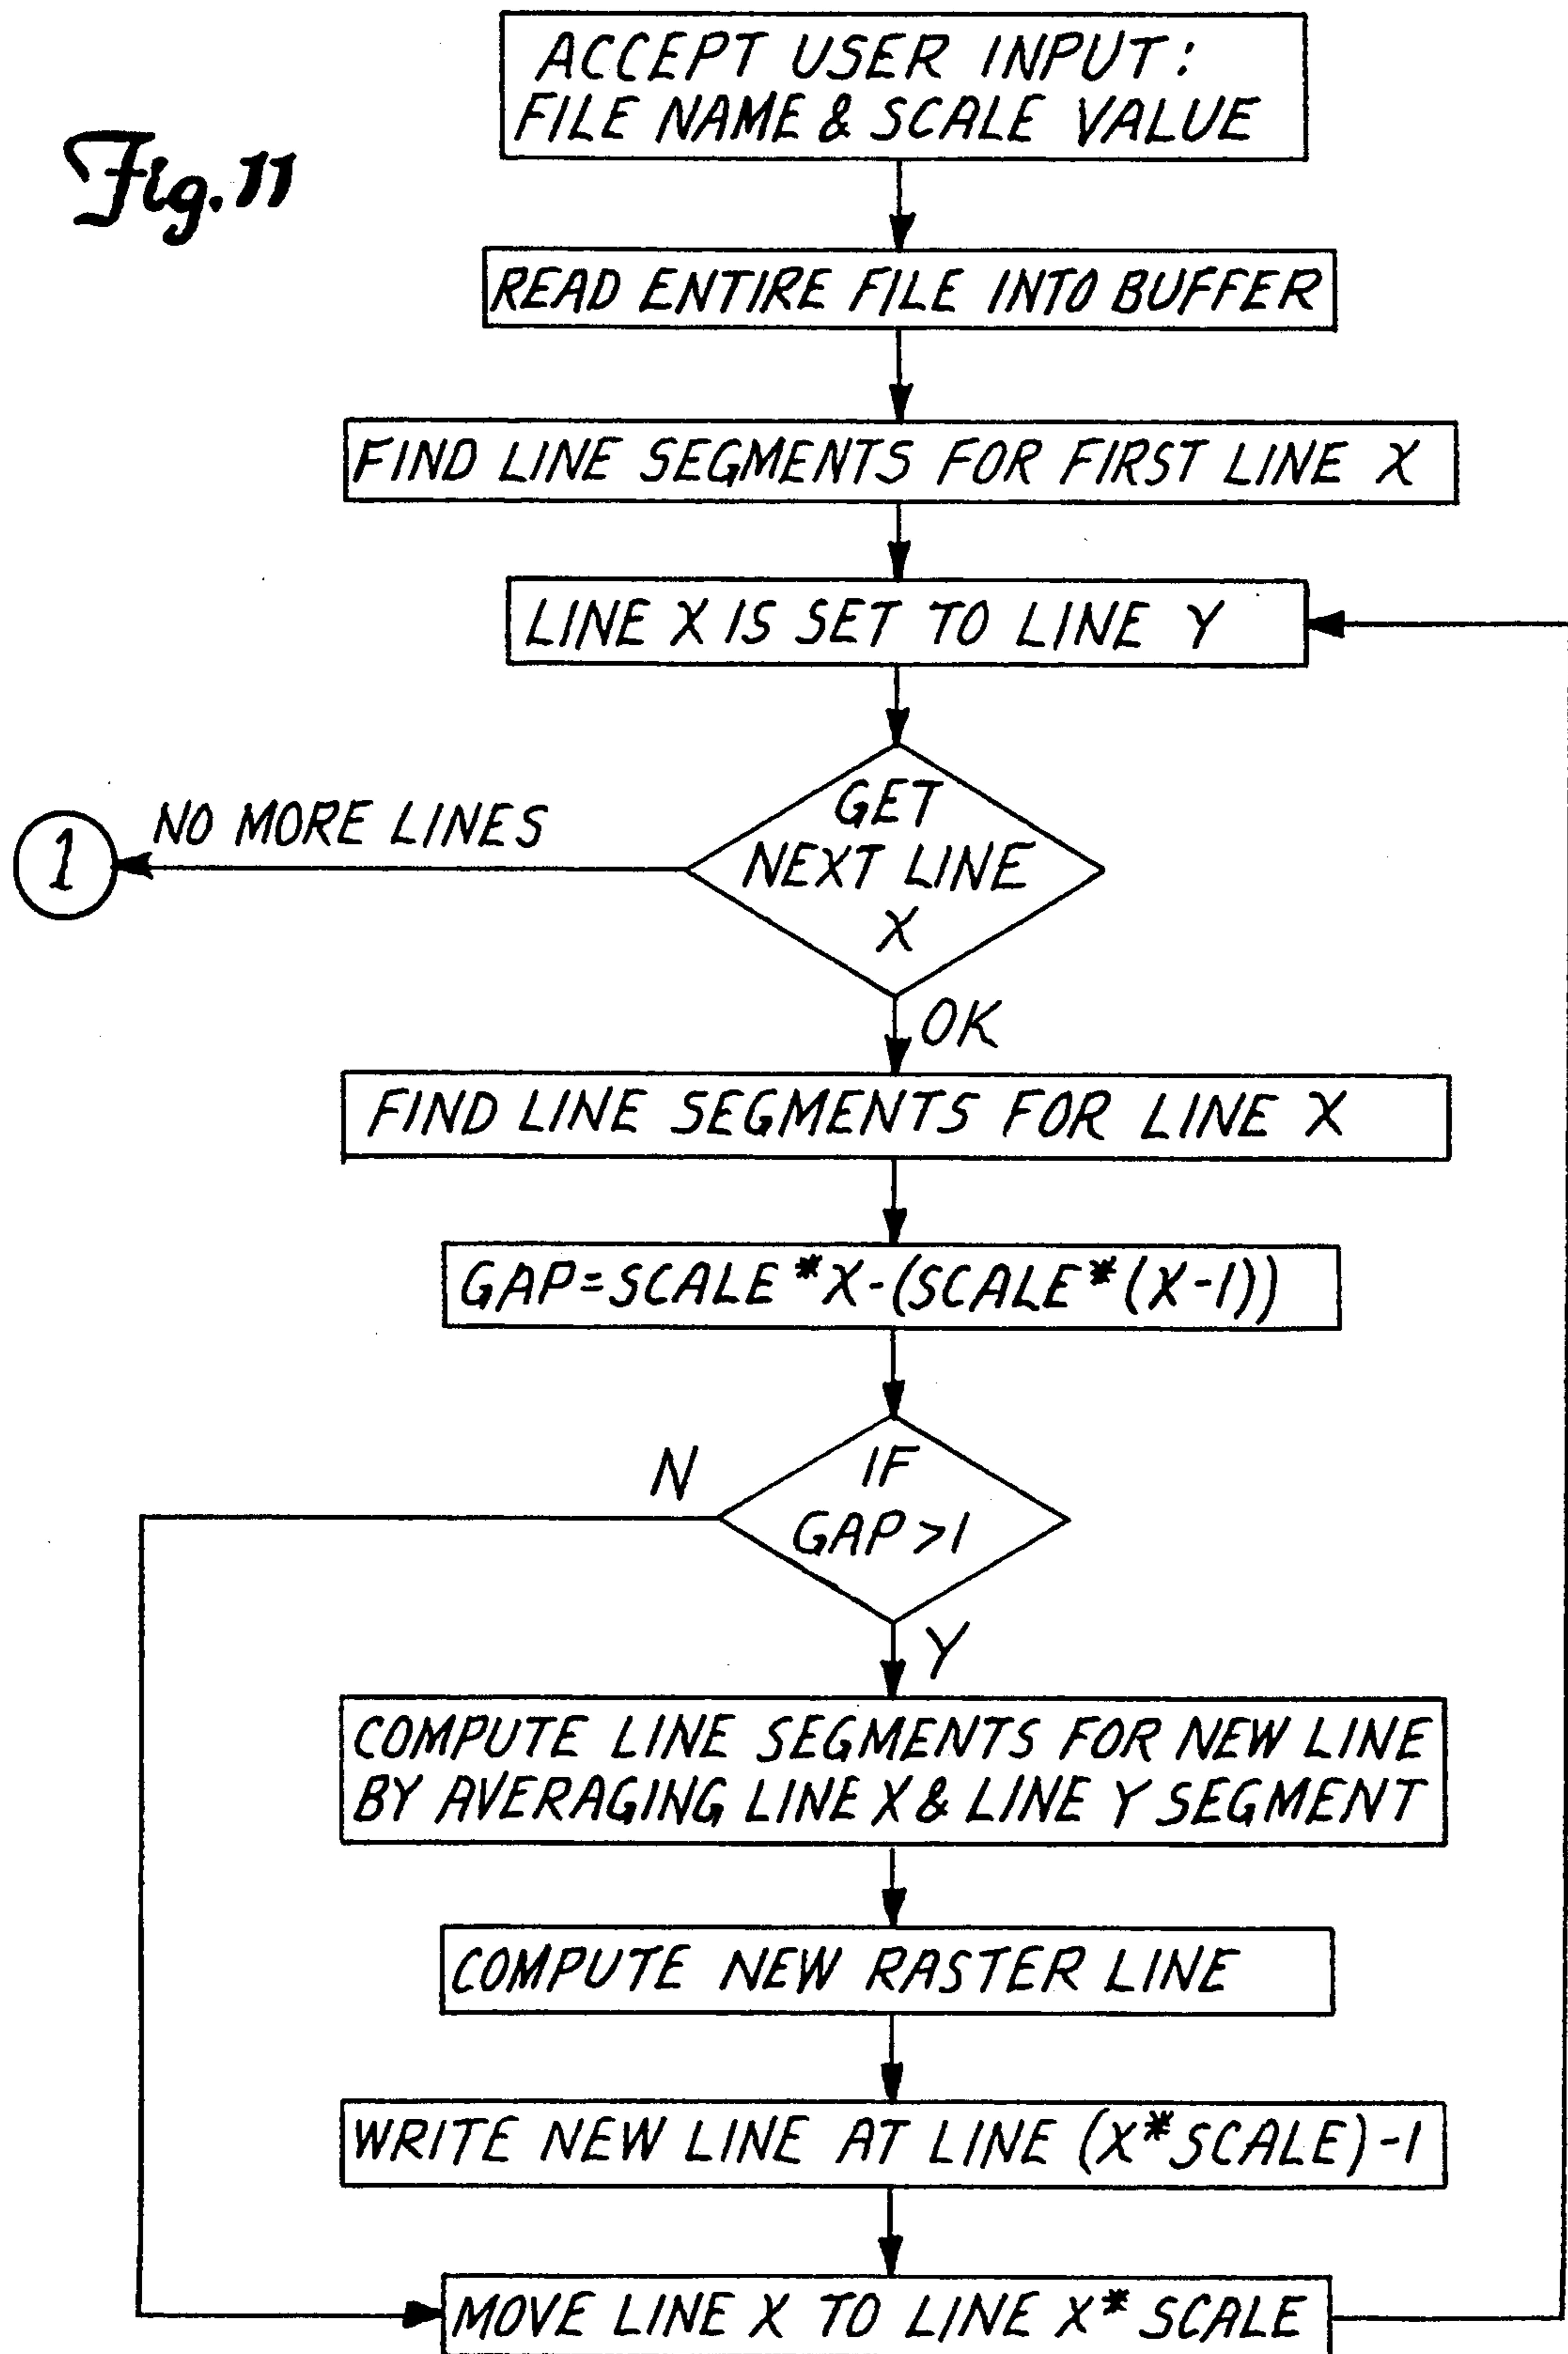 Fig. 11
ACCEPT USER INPUT:
FILE NAME & SCALE VALUE
READ ENTIRE FILE INTO BUFFER
FIND LINE SEGMENTS FOR FIRST LINE X
LINE X IS SET TO LINE Y
GET
NEXT LINE
X
NO MORE LINES
1
OK
FIND LINE SEGMENTS FOR LINE X
GAP=SCALE*X-(SCALE*(X-1))
IF
GAP>1
N
Y
COMPUTE LINE SEGMENTS FOR NEW LINE
BY AVERAGING LINE X & LINE Y SEGMENT
COMPUTE NEW RASTER LINE
WRITE NEW LINE AT LINE (X*SCALE)-1
MOVE LINE X TO LINE X* SCALE